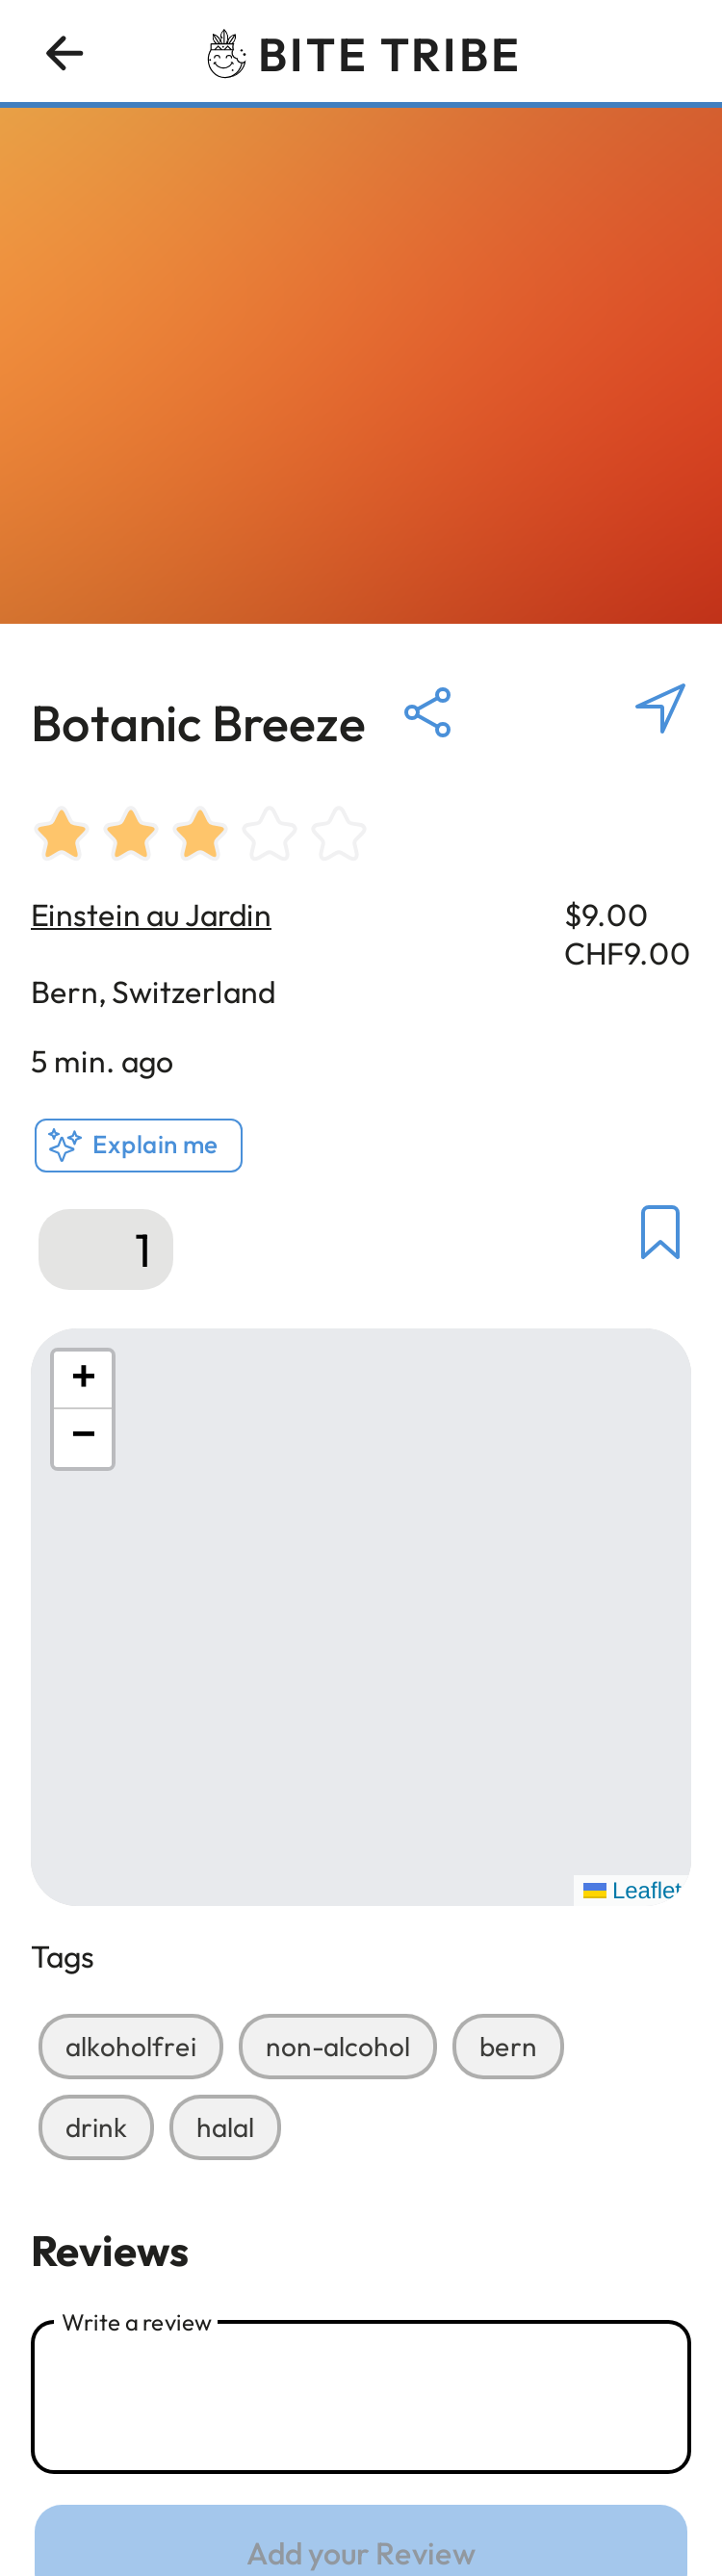 BITE TRIBE
Botanic Breeze
Einstein au Jardin
$9.00
CHF9.00
Bern, Switzerland
5 min. ago
Explain me
1
+
−
Leaflet
Tags
alkoholfrei
non-alcohol
bern
drink
halal
Reviews
Write a review
Add your Review